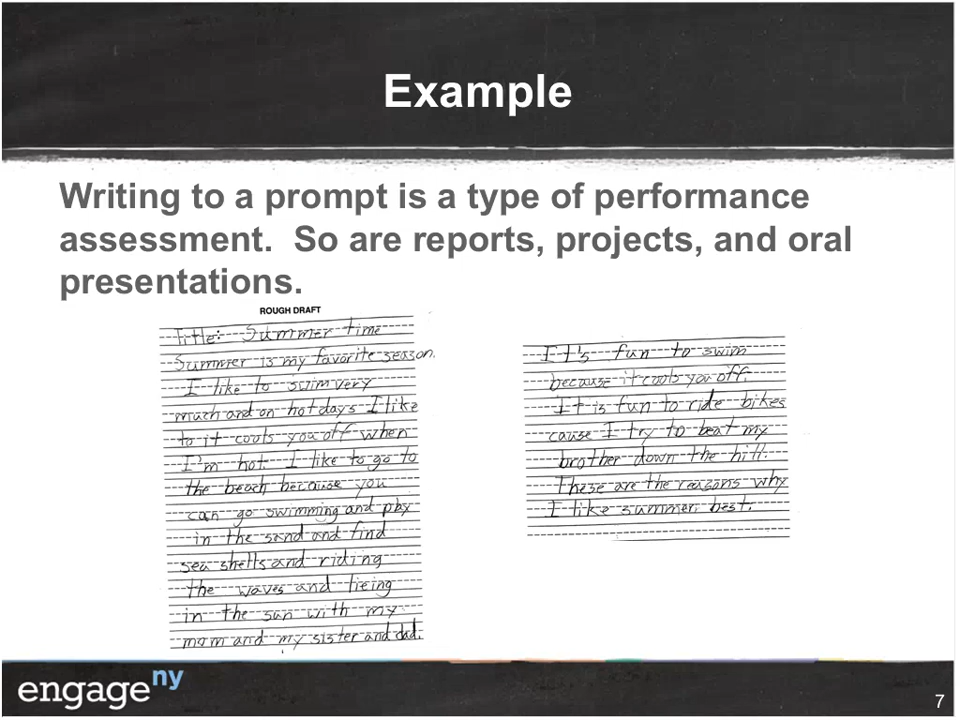 Example
Writing to a prompt is a type of performance
assessment. So are reports, projects, and oral
presentations.
ROUGH DRAFT
Title: Summer time
Summer is my favorite season.
I like to swim very
much and on hot days I like
to it cools you off when
I'm hot. I like to go to
the beach because you
can go swimming and play
in the sand and find
sea shells and riding
the waves and lieing
in the sun with my
mom and my sister and dad.
It's fun to swim
because it cools you off.
It is fun to ride bikes
cause I try to beat my
brother down the hill.
These are the reasons why
I like summer best.
engageny
7